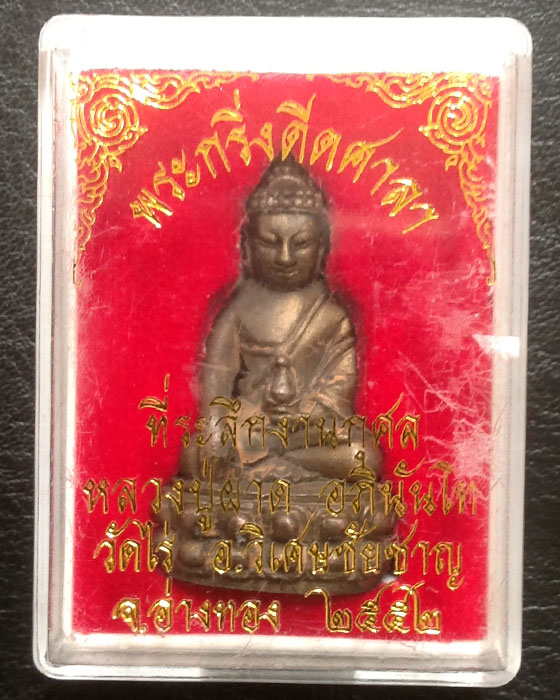 พระกริ่งดีดศาลา
ที่ระลึกงานกุศล
หลวงปู่ผาด อภินันโท
วัดไร่ อ.วิเศษชัยชาญ
จ.อ่างทอง ๒๕๕๒